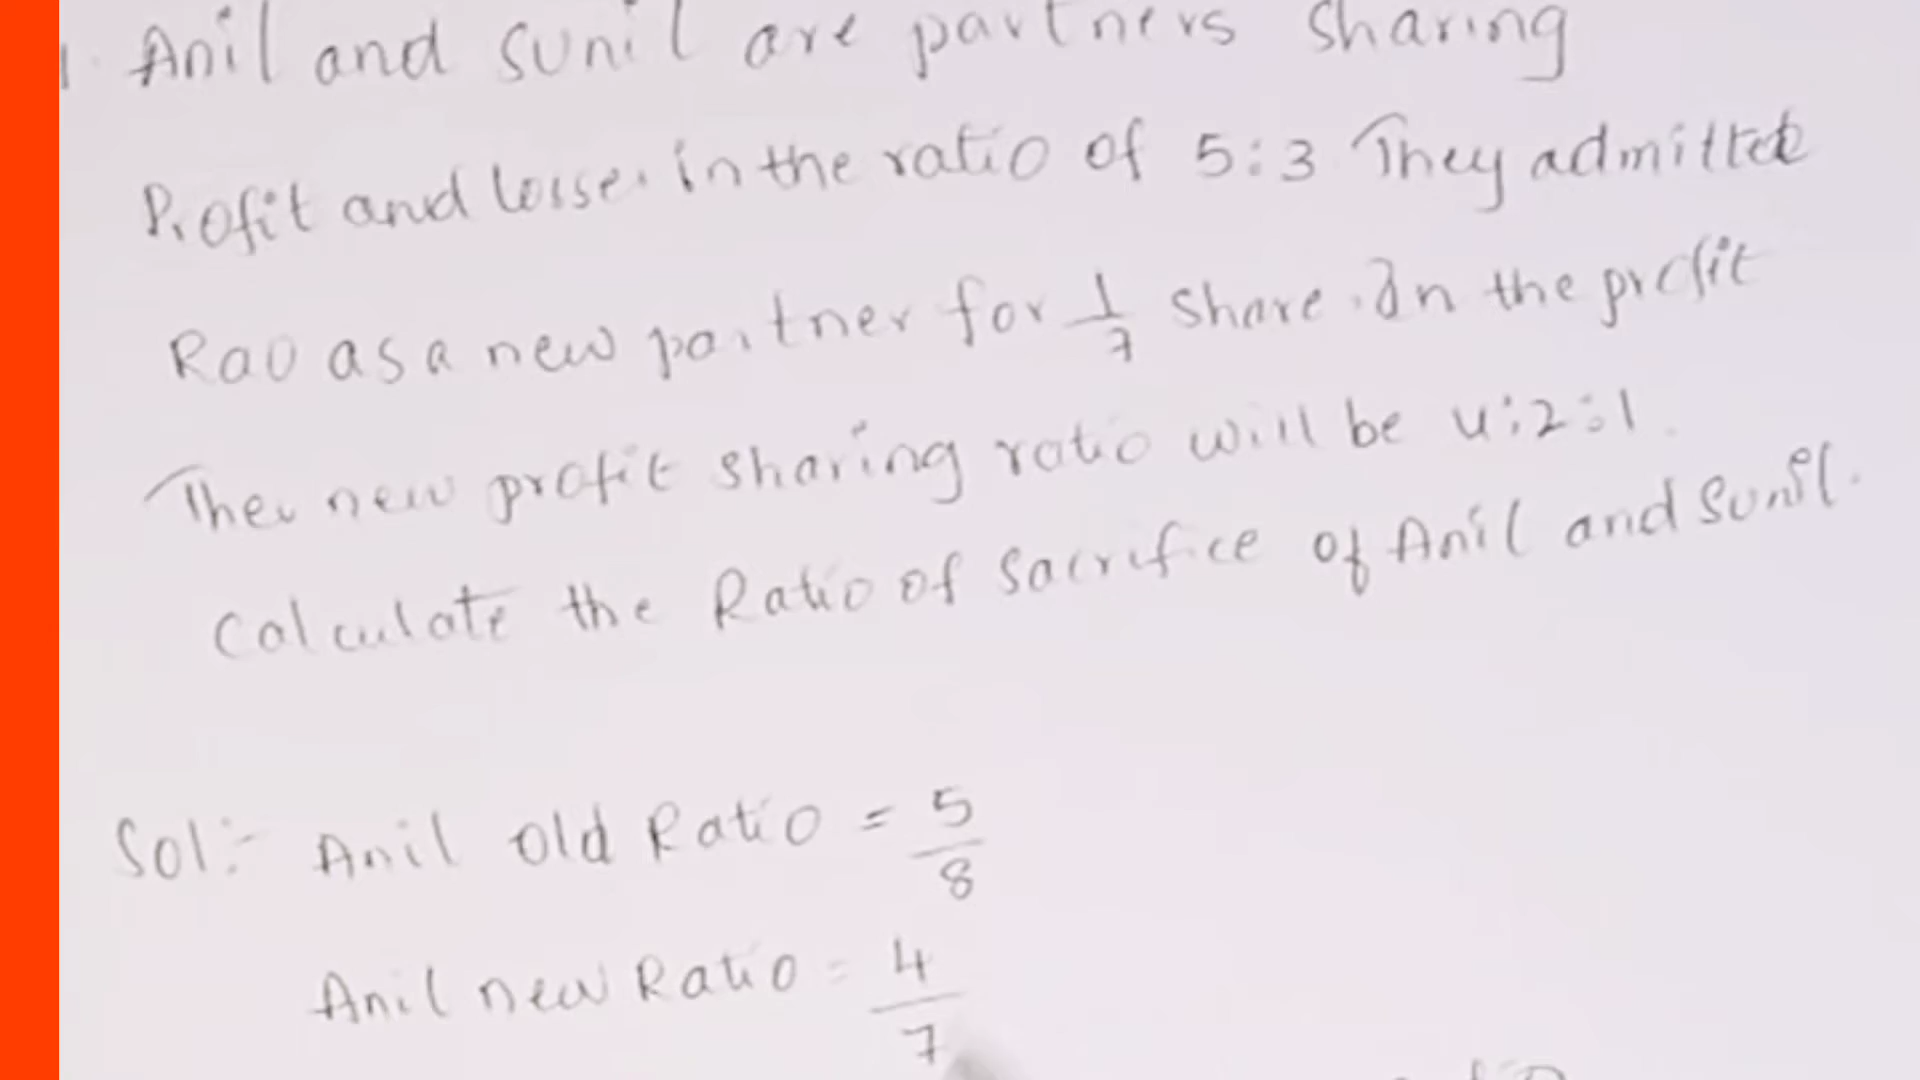 1. Anil and Sunil are partners sharing
Profit and losses in the ratio of 5:3 They admitted
Rao as a new partner for 1/7 share. In the profit
The new profit sharing ratio will be 4:2:1.
Calculate the Ratio of Sacrifice of Anil and Sunil.
Sol:- Anil Old Ratio = 5/8
Anil new Ratio = 4/7